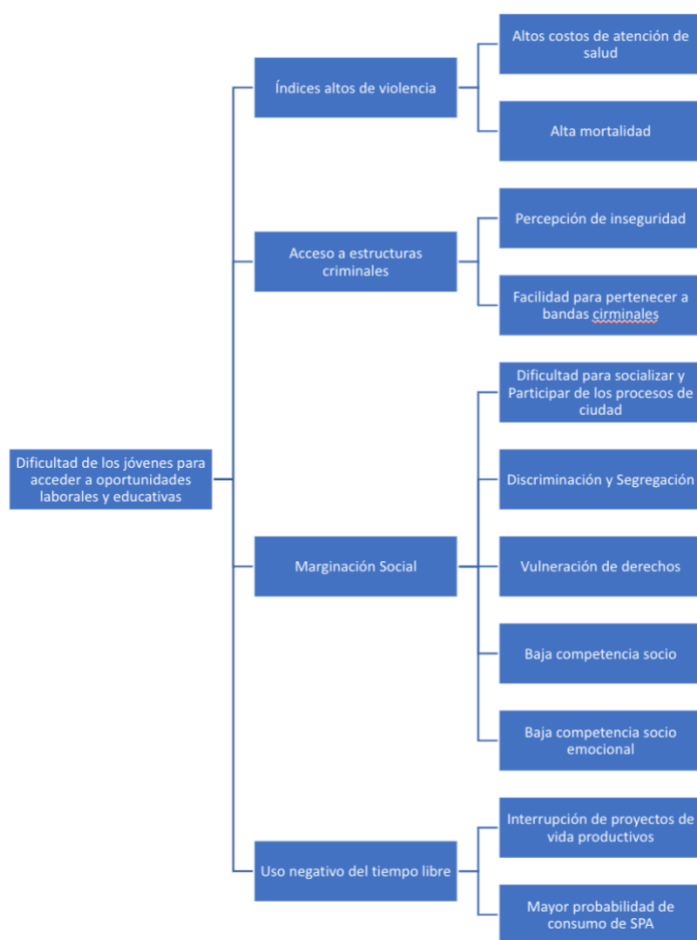 Altos costos de atención de
salud
Índices altos de violencia
Alta mortalidad
Percepción de inseguridad
Acceso a estructuras
criminales
Facilidad para pertenecer a
bandas cirminales
Dificultad para socializar y
Participar de los procesos de
ciudad
Dificultad de los jóvenes para
acceder a oportunidades
laborales y educativas
Discriminación y Segregación
Marginación Social
Vulneración de derechos
Baja competencia socio
Baja competencia socio
emocional
Interrupción de proyectos de
vida productivos
Uso negativo del tiempo libre
Mayor probabilidad de
consumo de SPA